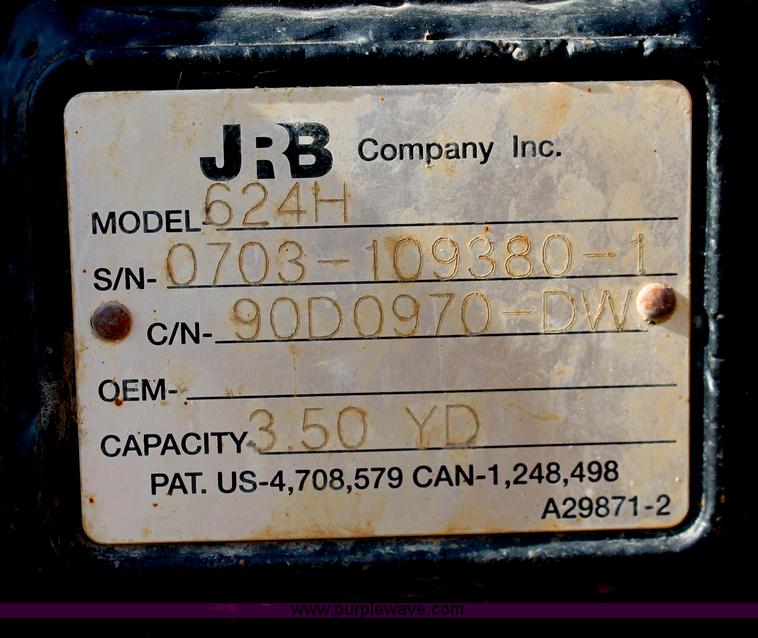 JRB Company Inc.
MODEL 624H
S/N- 0703-109380-1
C/N- 90D0970-DW
OEM-
CAPACITY 3.50 YD
PAT. US-4,708,579 CAN-1,248,498
A29871-2
www.purplewave.com